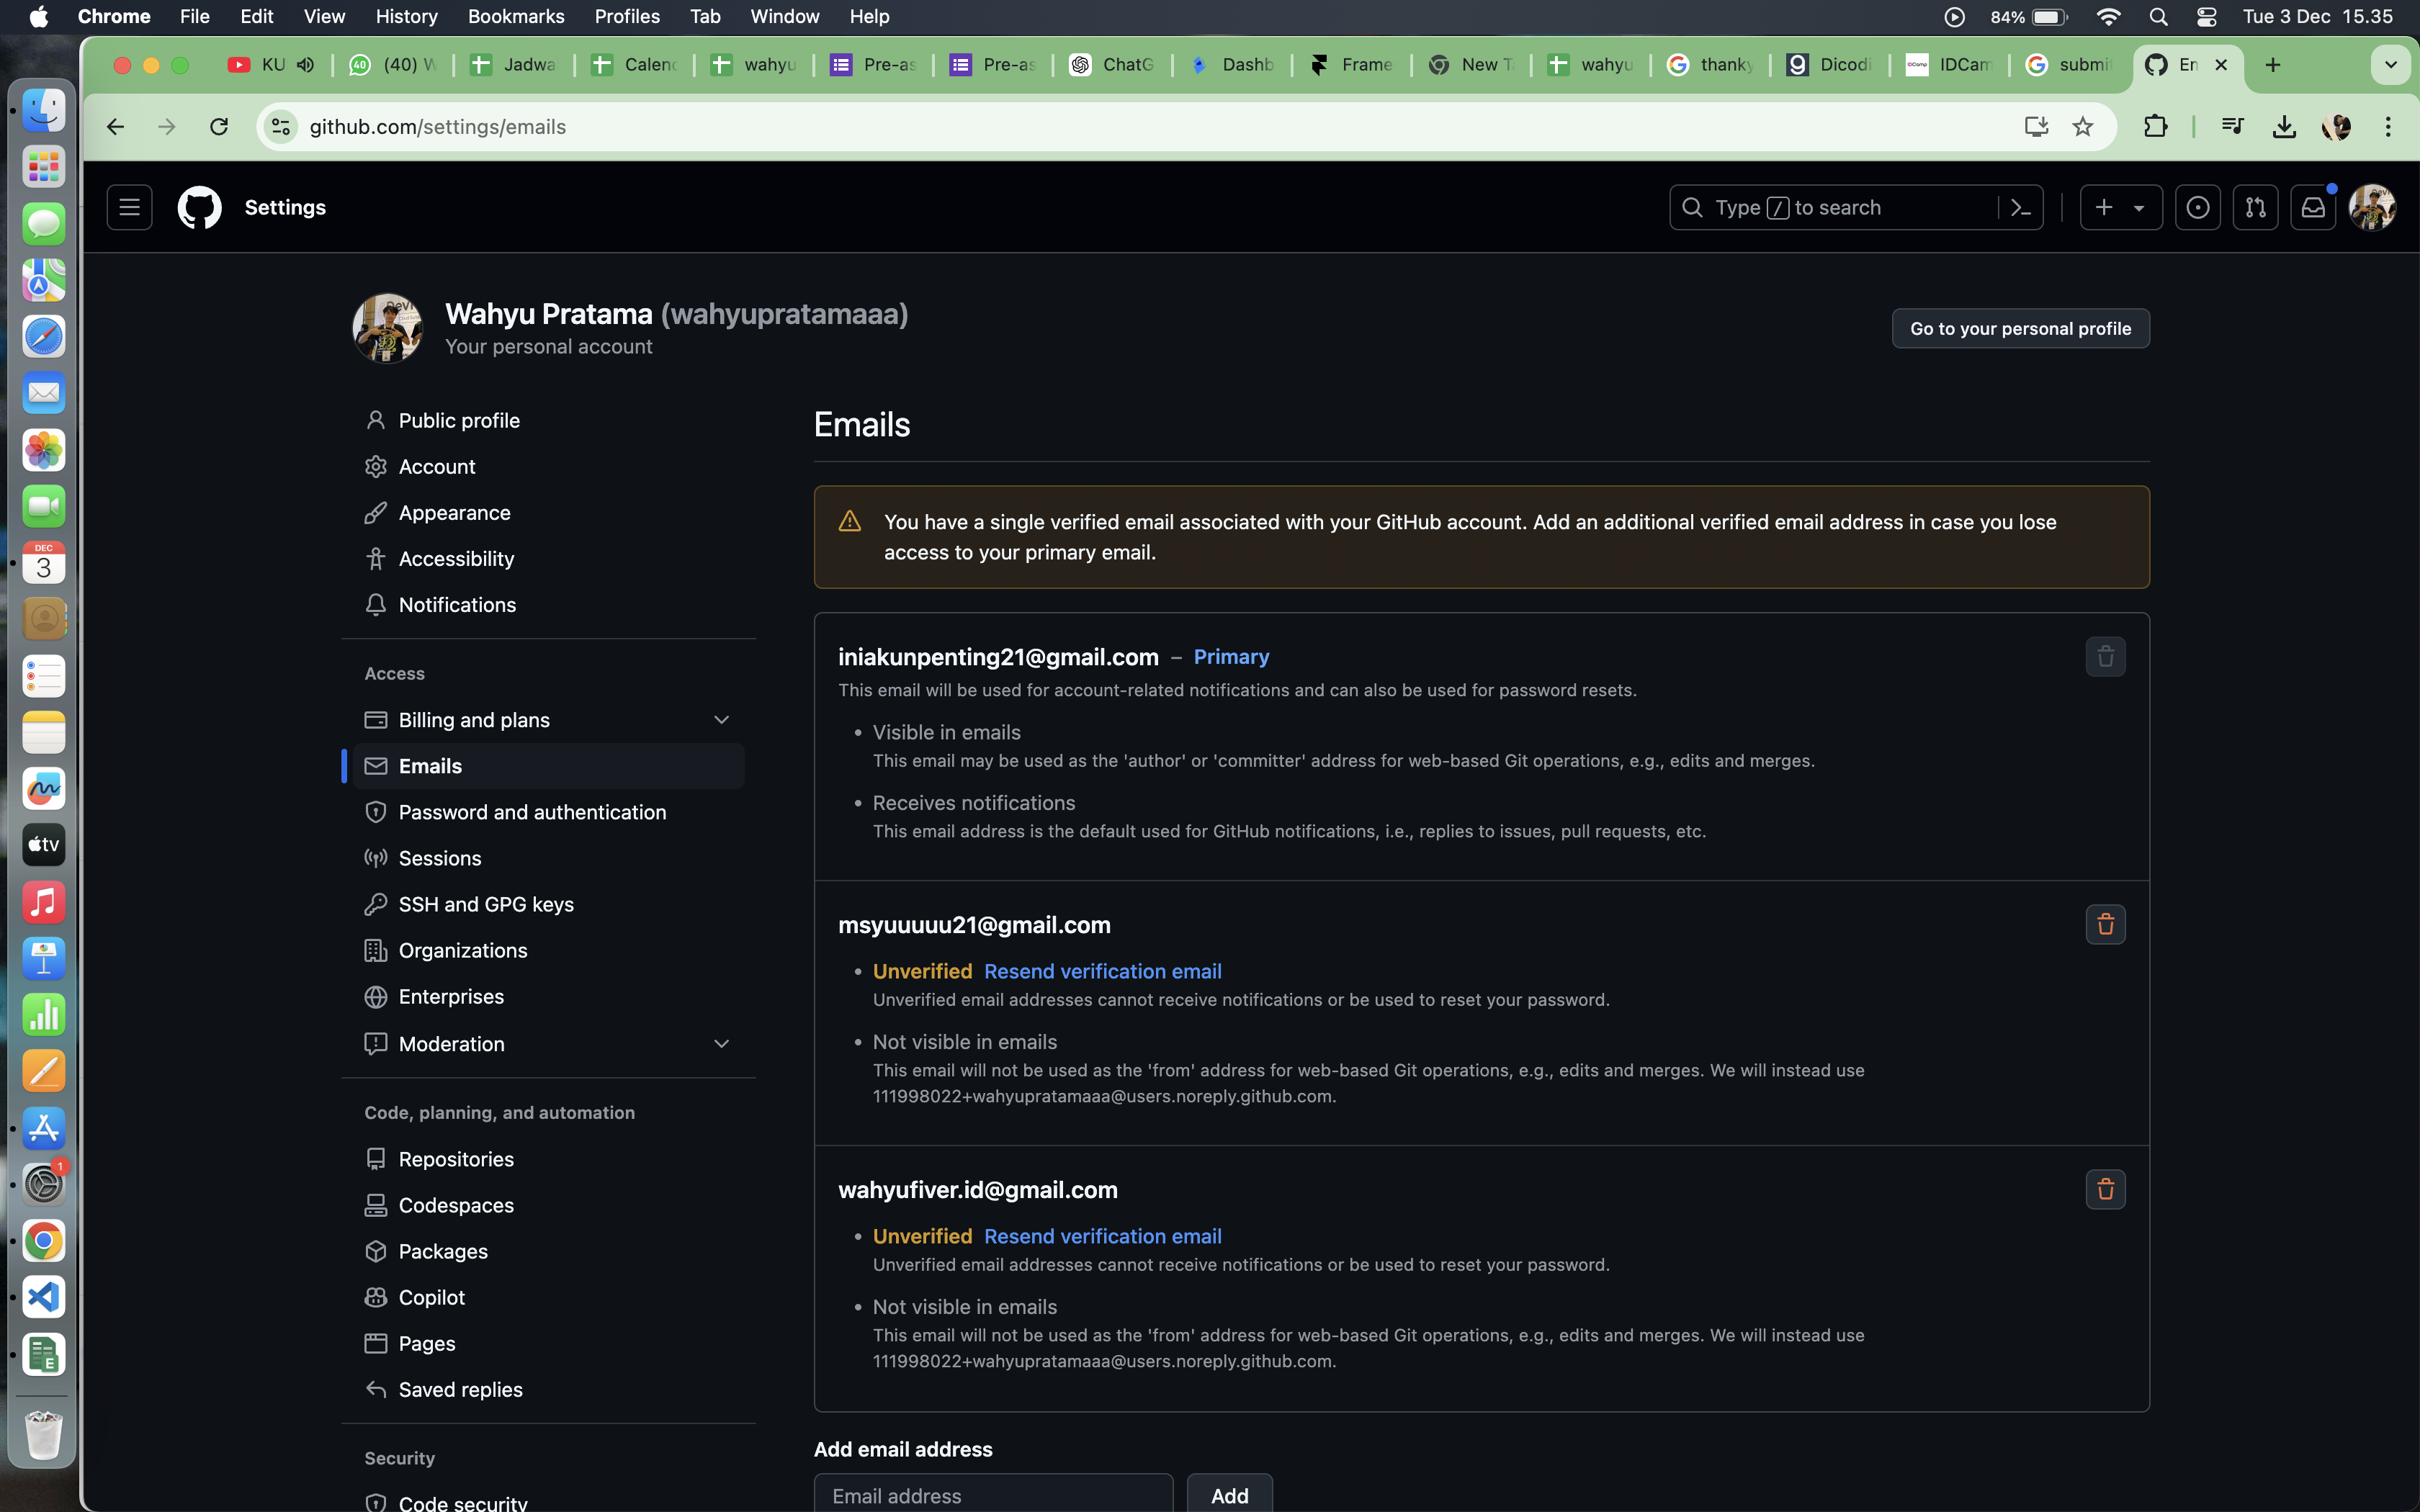 Chrome File Edit View History Bookmarks Profiles Tab Window Help
84% Tue 3 Dec 15.35
KU (40) W Jadwa Calend wahyu Pre-as Pre-as ChatG Dashb Frame New T wahyu thanky Dicodi IDCam submi En
github.com/settings/emails
Settings
Type / to search
Wahyu Pratama (wahyupratamaaa)
Your personal account
Go to your personal profile
Public profile
Account
Appearance
Accessibility
Notifications
Access
Billing and plans
Emails
Password and authentication
Sessions
SSH and GPG keys
Organizations
Enterprises
Moderation
Code, planning, and automation
Repositories
Codespaces
Packages
Copilot
Pages
Saved replies
Security
Code security
Emails
You have a single verified email associated with your GitHub account. Add an additional verified email address in case you lose
access to your primary email.
iniakunpenting21@gmail.com – Primary
This email will be used for account-related notifications and can also be used for password resets.
• Visible in emails
This email may be used as the 'author' or 'committer' address for web-based Git operations, e.g., edits and merges.
• Receives notifications
This email address is the default used for GitHub notifications, i.e., replies to issues, pull requests, etc.
msyuuuuu21@gmail.com
• Unverified Resend verification email
Unverified email addresses cannot receive notifications or be used to reset your password.
• Not visible in emails
This email will not be used as the 'from' address for web-based Git operations, e.g., edits and merges. We will instead use
111998022+wahyupratamaaa@users.noreply.github.com.
wahyufiver.id@gmail.com
• Unverified Resend verification email
Unverified email addresses cannot receive notifications or be used to reset your password.
• Not visible in emails
This email will not be used as the 'from' address for web-based Git operations, e.g., edits and merges. We will instead use
111998022+wahyupratamaaa@users.noreply.github.com.
Add email address
Email address
Add
DEC
3
tv
1